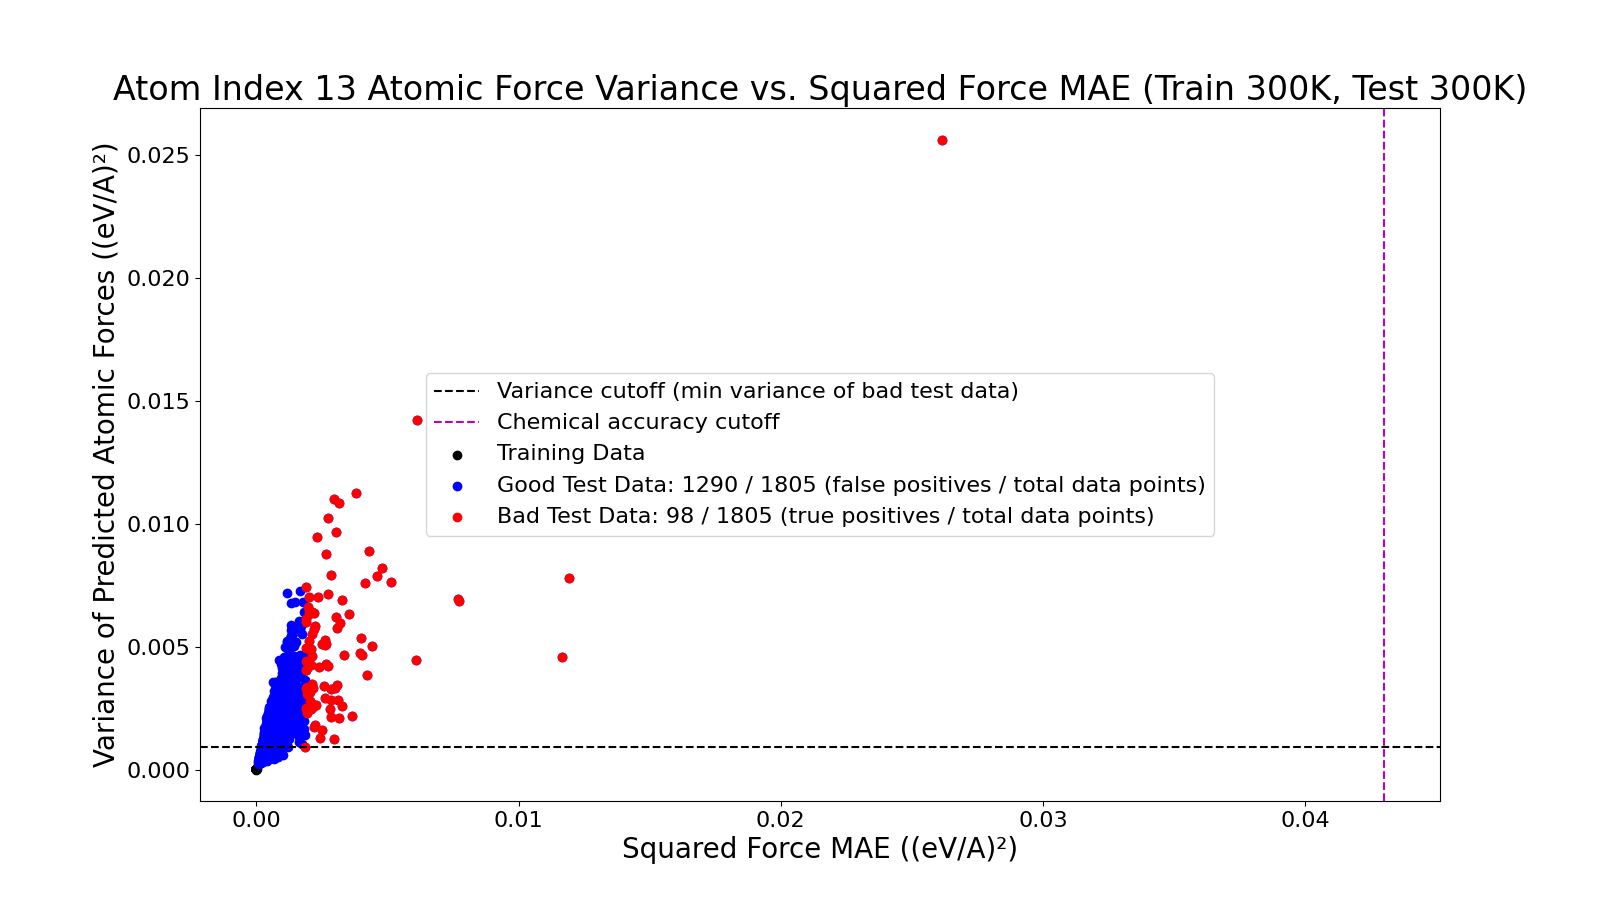 Atom Index 13 Atomic Force Variance vs. Squared Force MAE (Train 300K, Test 300K)
Variance of Predicted Atomic Forces ((eV/A)²)
0.025
0.020
0.015
0.010
0.005
0.000
Variance cutoff (min variance of bad test data)
Chemical accuracy cutoff
Training Data
Good Test Data: 1290 / 1805 (false positives / total data points)
Bad Test Data: 98 / 1805 (true positives / total data points)
0.00 0.01 0.02 0.03 0.04
Squared Force MAE ((eV/A)²)